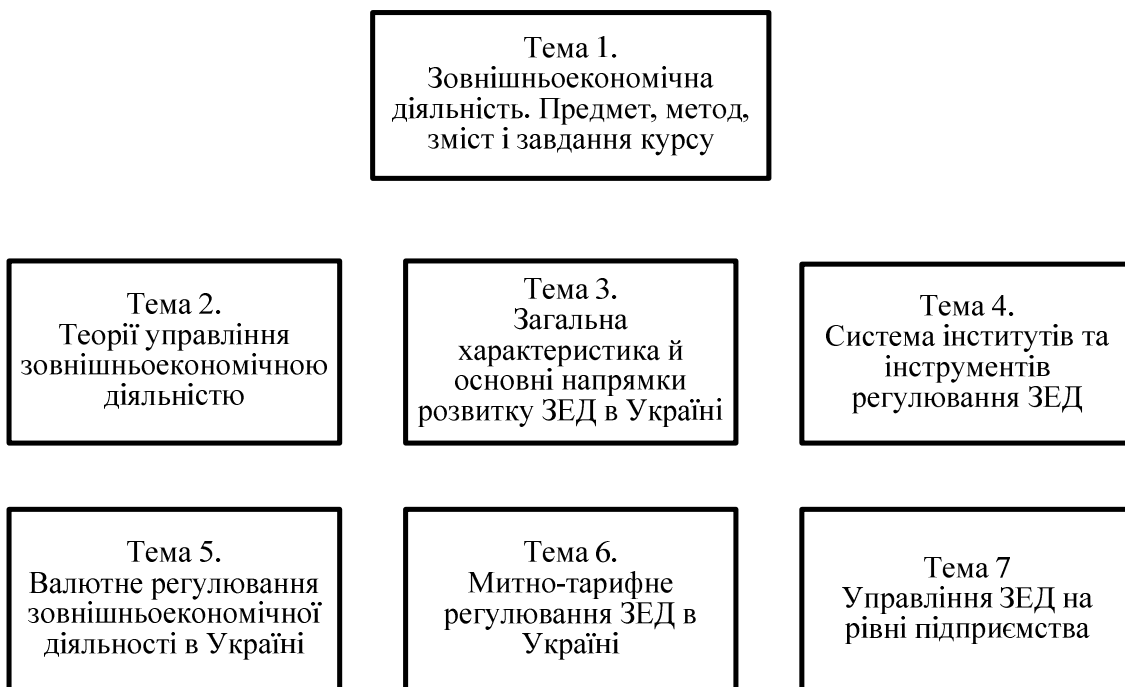 Тема 1.
Зовнішньоекономічна
діяльність. Предмет, метод,
зміст і завдання курсу
Тема 2.
Теорії управління
зовнішньоекономічною
діяльністю
Тема 3.
Загальна
характеристика й
основні напрямки
розвитку ЗЕД в Україні
Тема 4.
Система інститутів та
інструментів
регулювання ЗЕД
Тема 5.
Валютне регулювання
зовнішньоекономічної
діяльності в Україні
Тема 6.
Митно-тарифне
регулювання ЗЕД в
Україні
Тема 7
Управління ЗЕД на
рівні підприємства